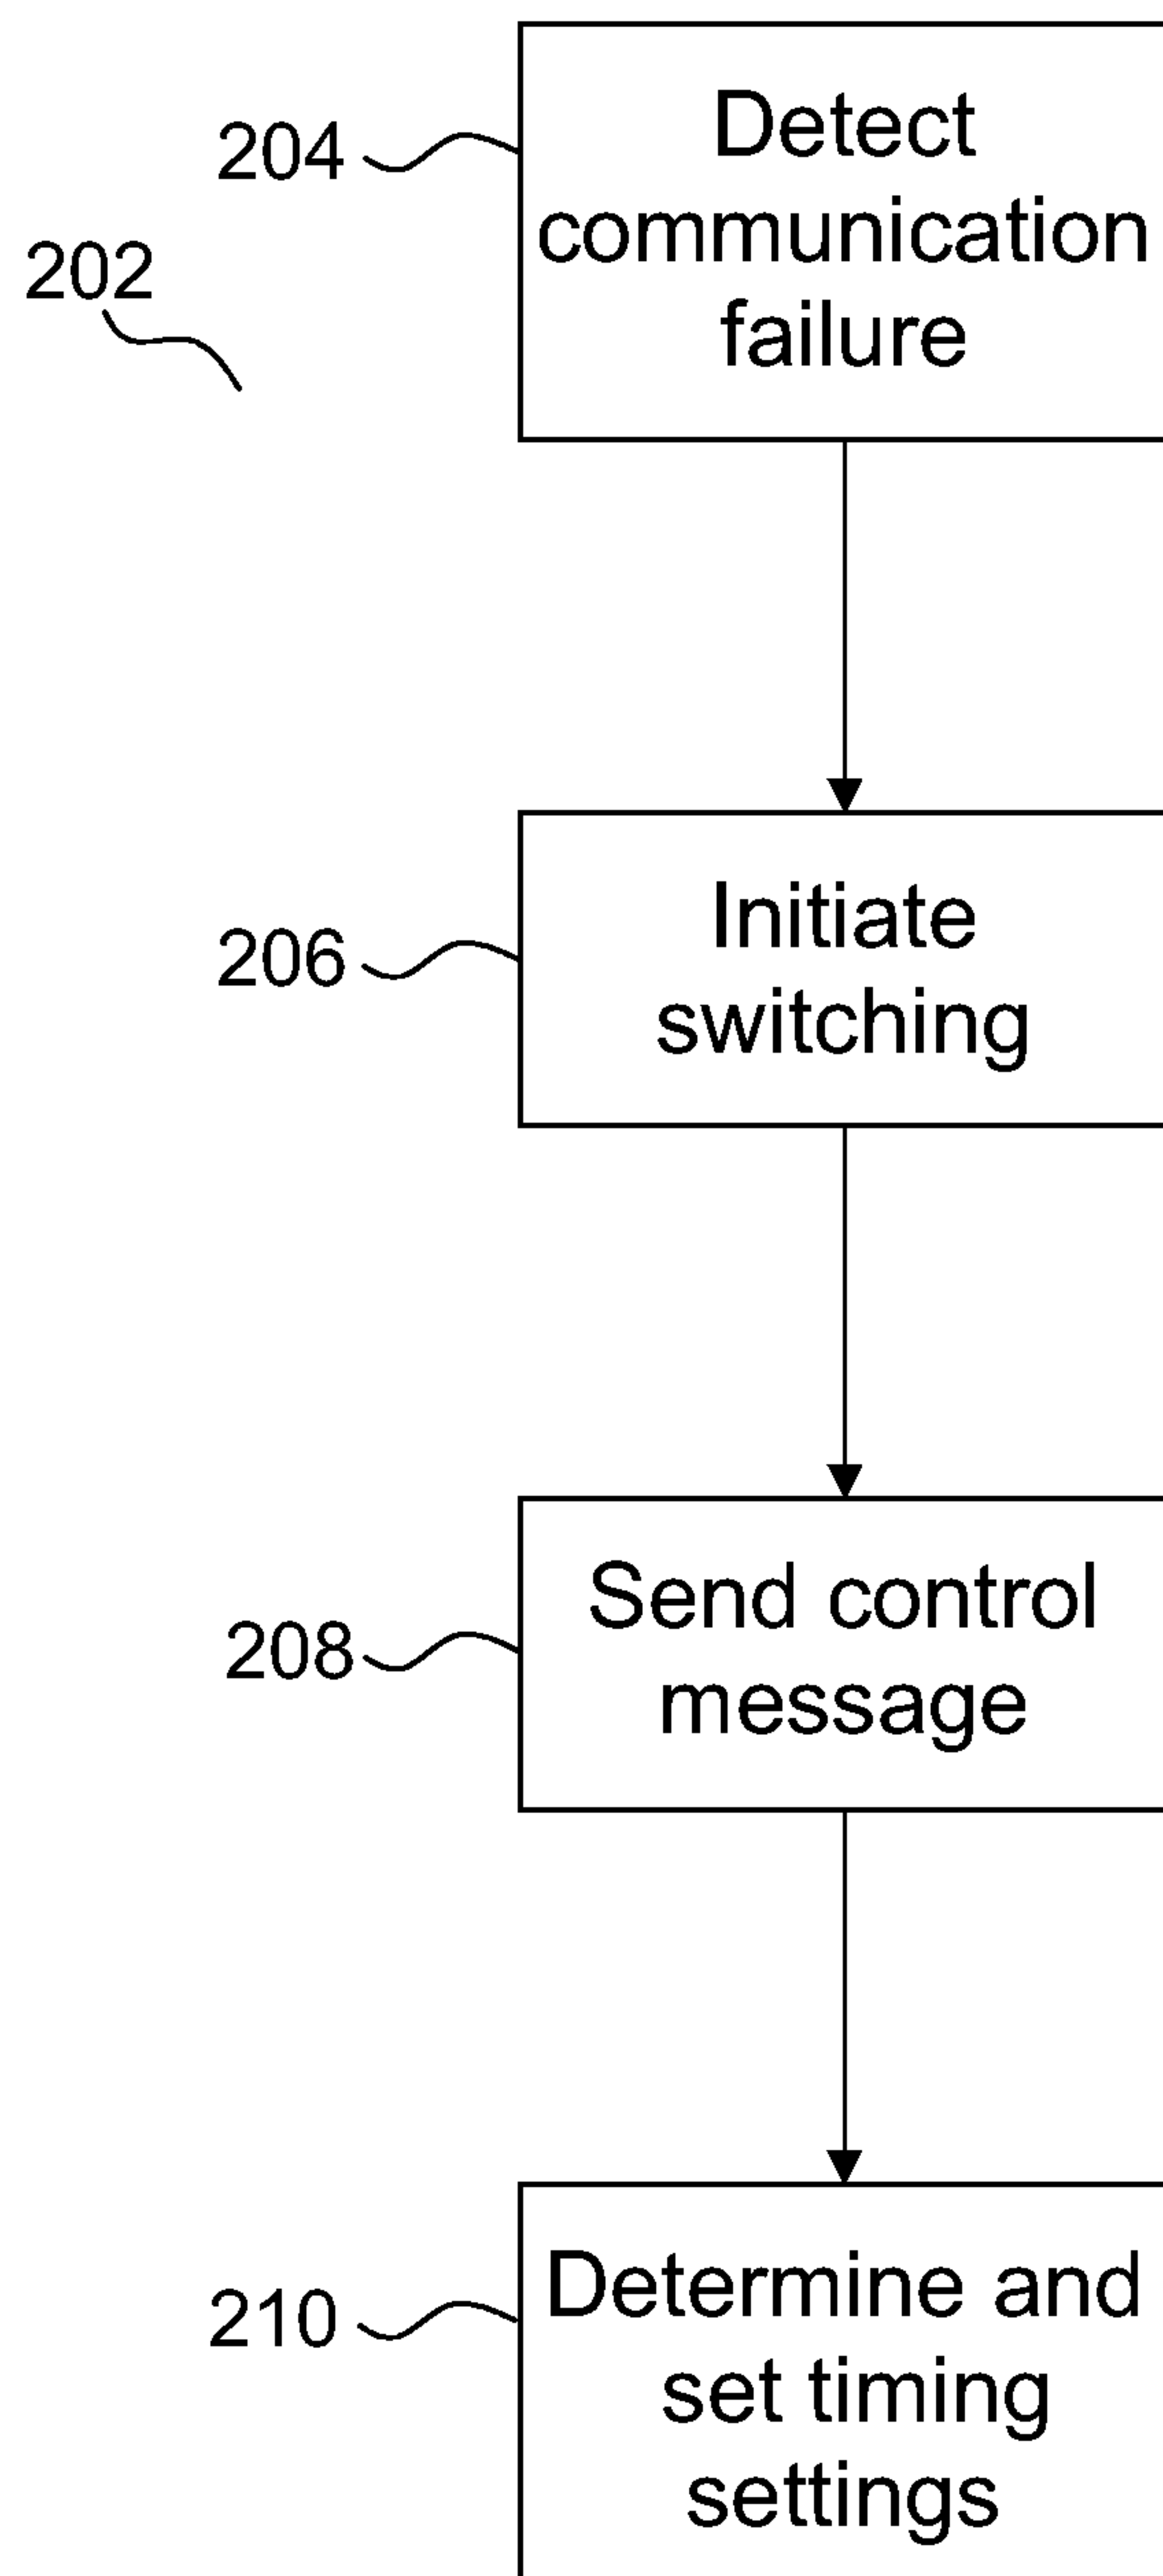 204
Detect
communication
failure
202
206
Initiate
switching
208
Send control
message
210
Determine and
set timing
settings